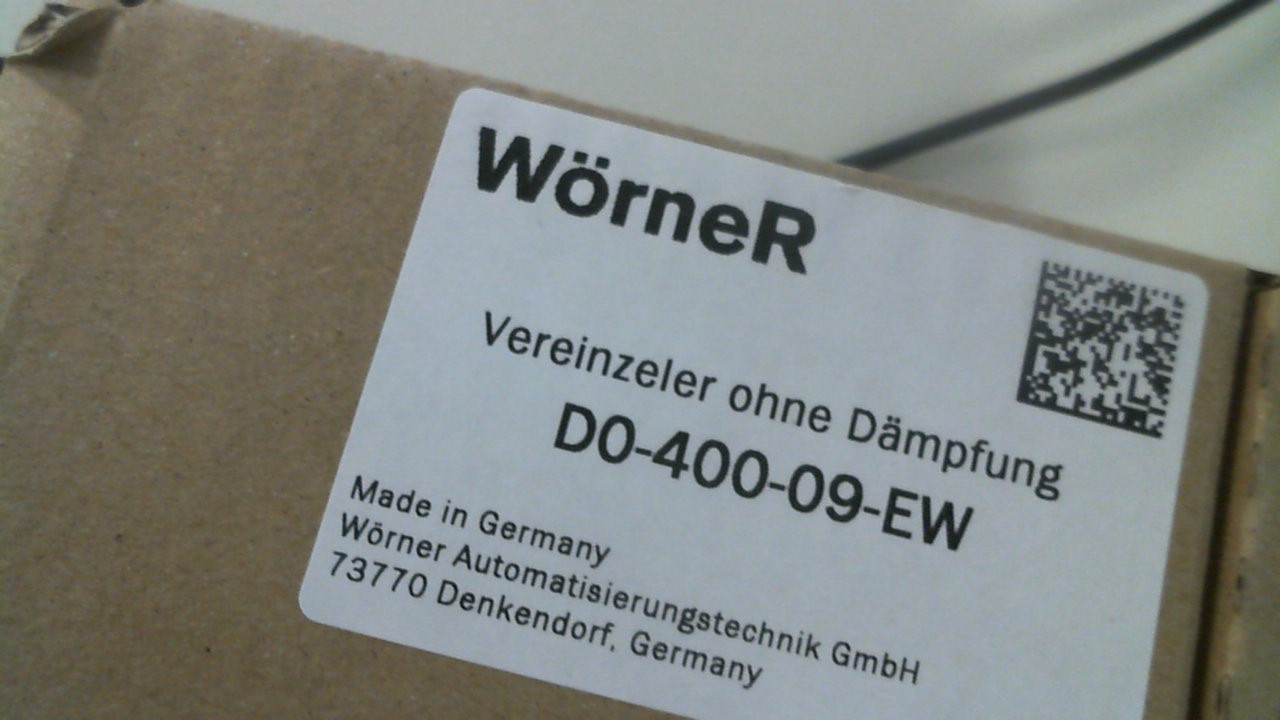 WörneR
Vereinzeler ohne Dämpfung
D0-400-09-EW
Made in Germany
Wörner Automatisierungstechnik GmbH
73770 Denkendorf, Germany